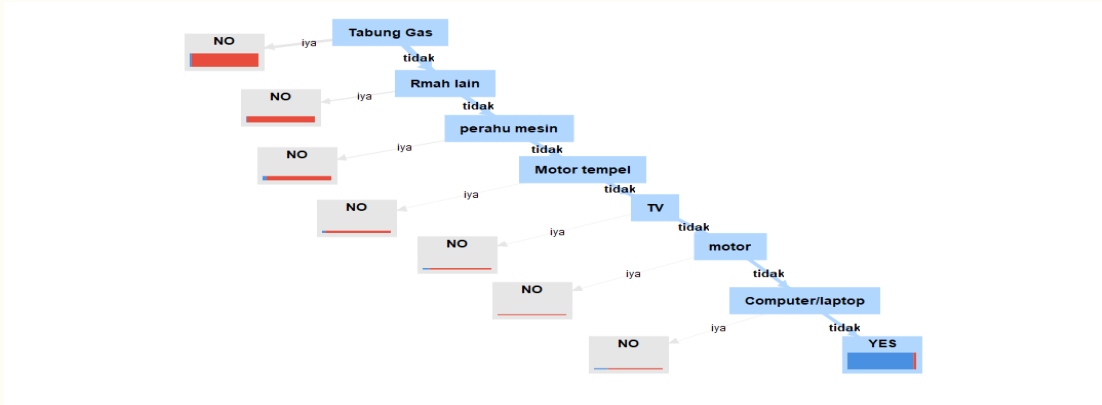 Tabung Gas
NO
iya
tidak
Rmah lain
NO
iya
tidak
perahu mesin
NO
iya
tidak
Motor tempel
NO
iya
tidak
TV
NO
iya
tidak
motor
NO
iya
tidak
Computer/laptop
NO
iya
tidak
YES